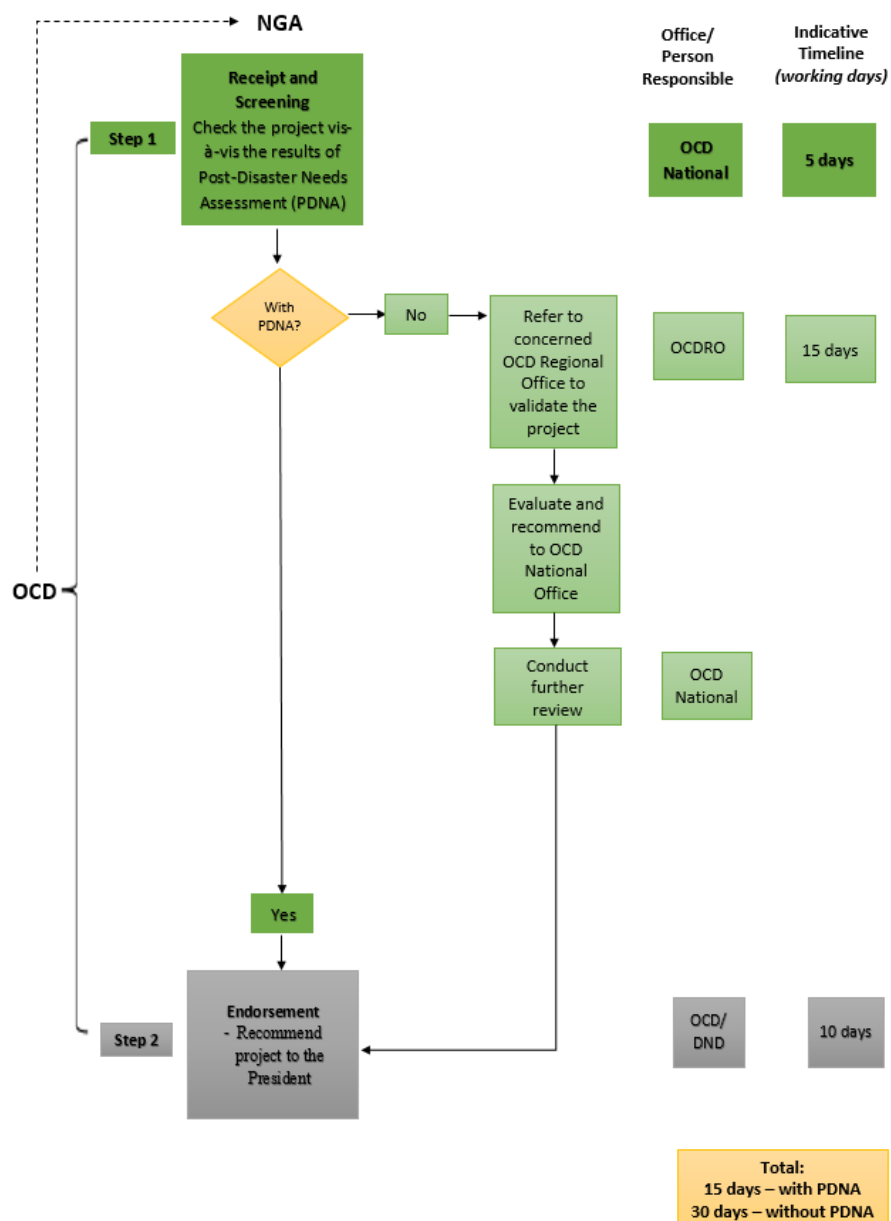 NGA
Office/
Person
Responsible
Indicative
Timeline
(working days)
Receipt and
Screening
Check the project vis-
à-vis the results of
Post-Disaster Needs
Assessment (PDNA)
Step 1
OCD
National
5 days
With
PDNA?
No
Refer to
concerned
OCD Regional
Office to
validate the
project
OCDRO
15 days
Evaluate and
recommend
to OCD
National
Office
OCD
Conduct
further
review
OCD
National
Yes
Endorsement
- Recommend
project to the
President
Step 2
OCD/
DND
10 days
Total:
15 days – with PDNA
30 days – without PDNA